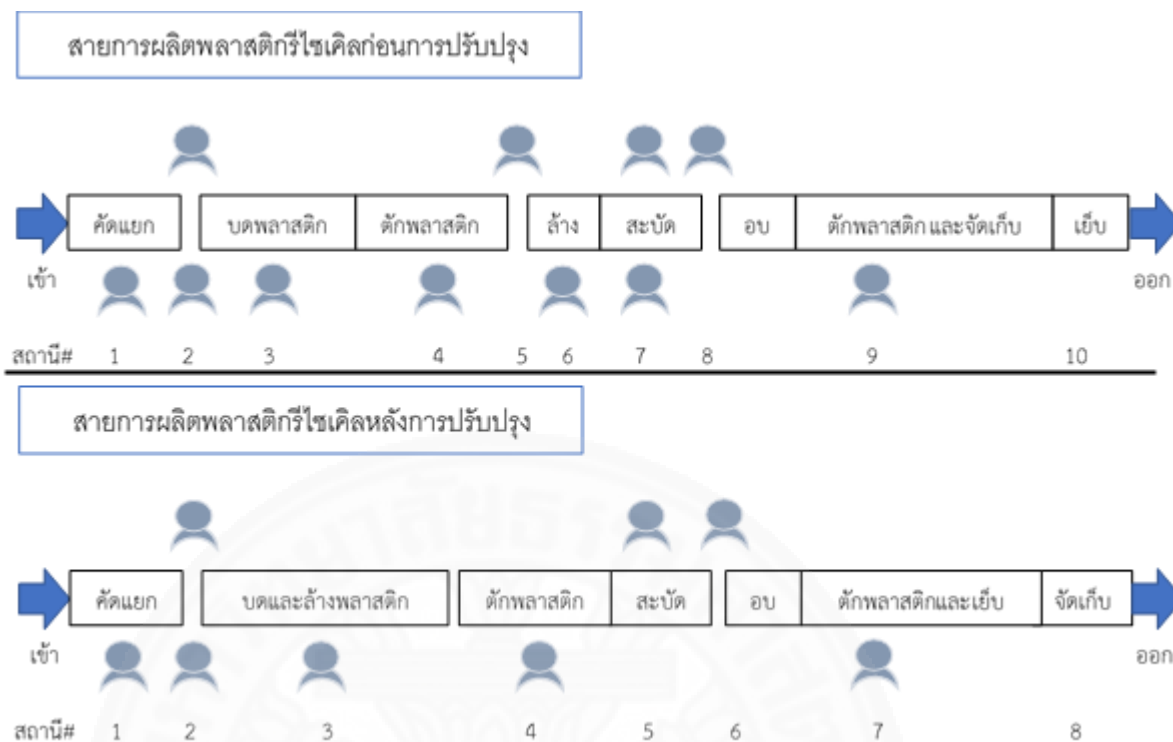 สายการผลิตพลาสติกรีไซเคิลก่อนการปรับปรุง
คัดแยก บดพลาสติก ตักพลาสติก ล้าง สะบัด อบ ตักพลาสติก และจัดเก็บ เย็บ
เข้า ออก
สถานี# 1 2 3 4 5 6 7 8 9 10
สายการผลิตพลาสติกรีไซเคิลหลังการปรับปรุง
คัดแยก บดและล้างพลาสติก ตักพลาสติก สะบัด อบ ตักพลาสติกและเย็บ จัดเก็บ
เข้า ออก
สถานี# 1 2 3 4 5 6 7 8